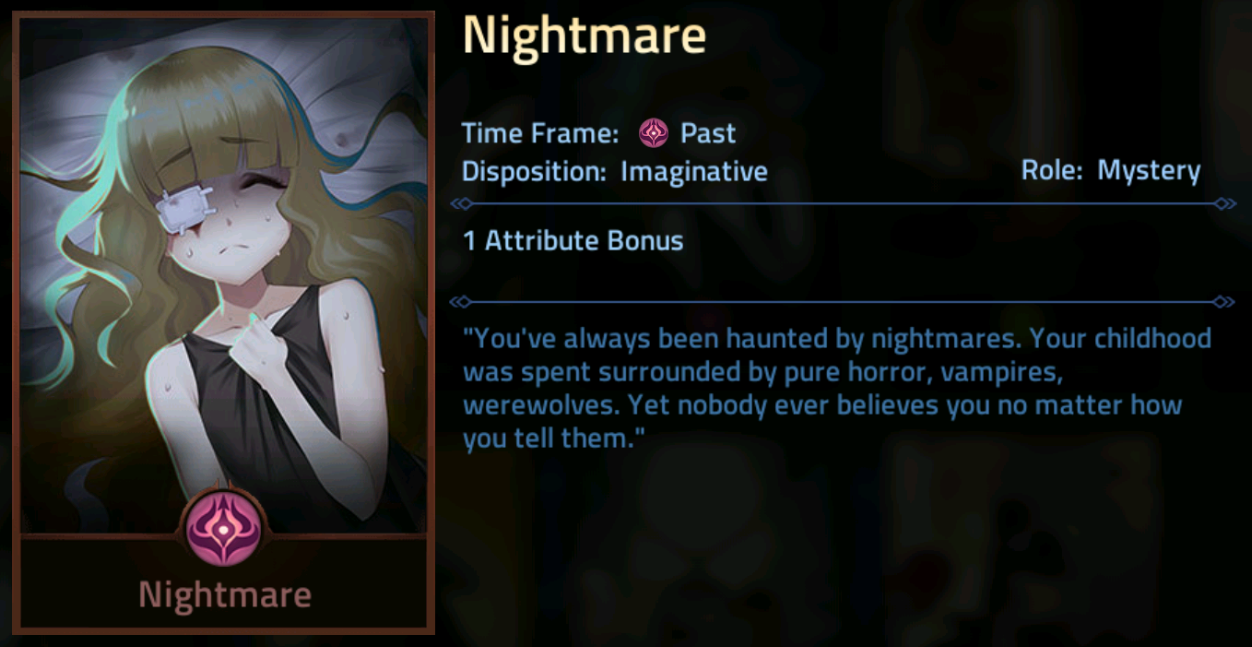 Nightmare
Time Frame: Past
Disposition: Imaginative Role: Mystery
1 Attribute Bonus
"You've always been haunted by nightmares. Your childhood
was spent surrounded by pure horror, vampires,
werewolves. Yet nobody ever believes you no matter how
you tell them."
Nightmare